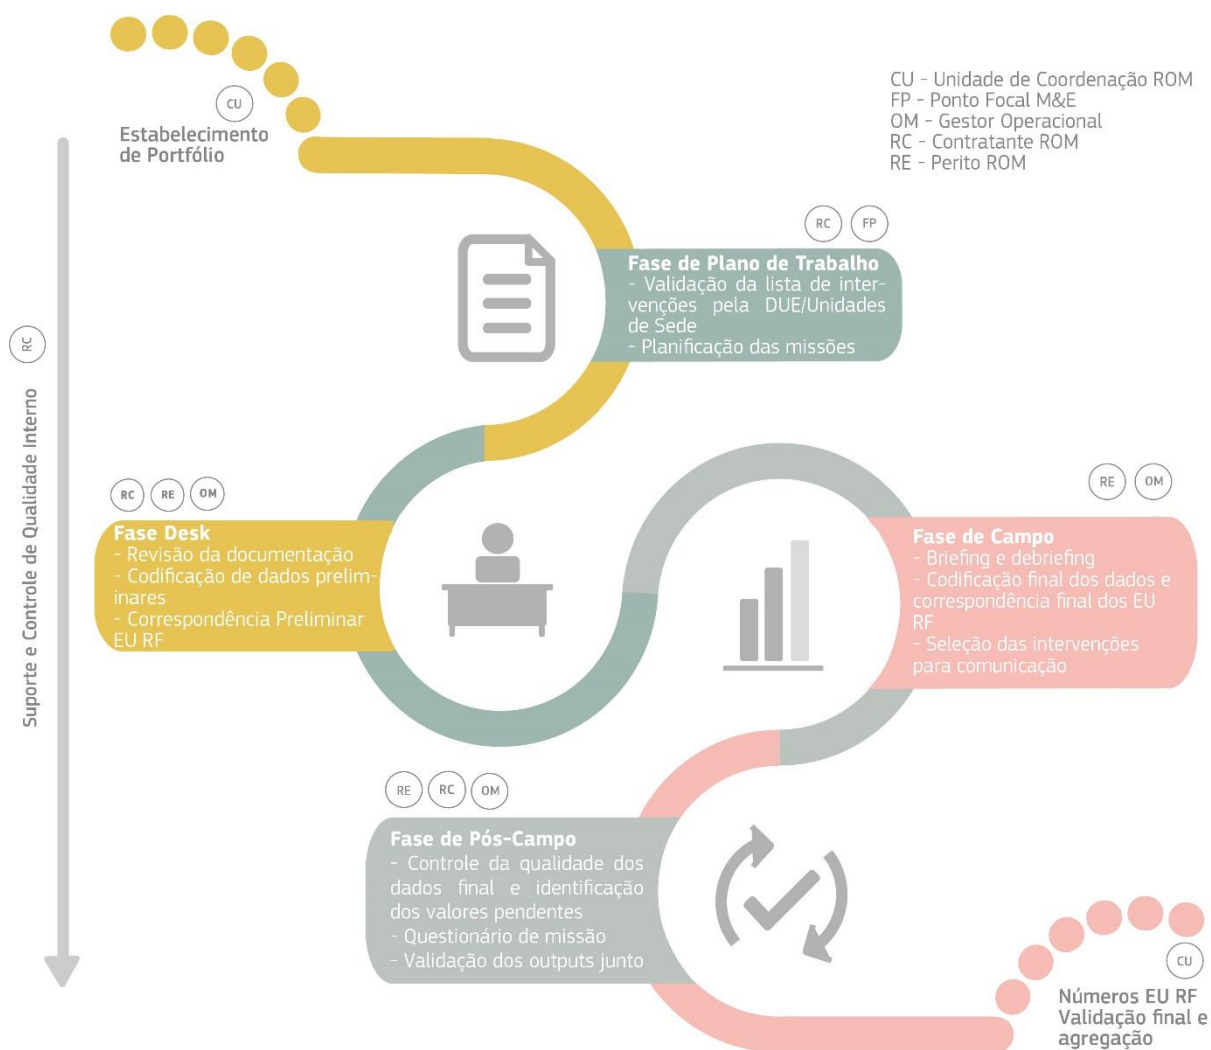 CU
Estabelecimento
de Portfólio
CU - Unidade de Coordenação ROM
FP - Ponto Focal M&E
OM - Gestor Operacional
RC - Contratante ROM
RE - Perito ROM
RC FP
Fase de Plano de Trabalho
- Validação da lista de inter-
venções pela DUE/Unidades
de Sede
- Planificação das missões
RC
Suporte e Controle de Qualidade Interno
RC RE OM
Fase Desk
- Revisão da documentação
- Codificação de dados prelim-
inares
- Correspondência Preliminar
EU RF
RE OM
Fase de Campo
- Briefing e debriefing
- Codificação final dos dados e
correspondência final dos EU
RF
- Seleção das intervenções
para comunicação
RE RC OM
Fase de Pós-Campo
- Controle da qualidade dos
dados final e identificação
dos valores pendentes
- Questionário de missão
- Validação dos outputs junto
CU
Números EU RF
Validação final e
agregação